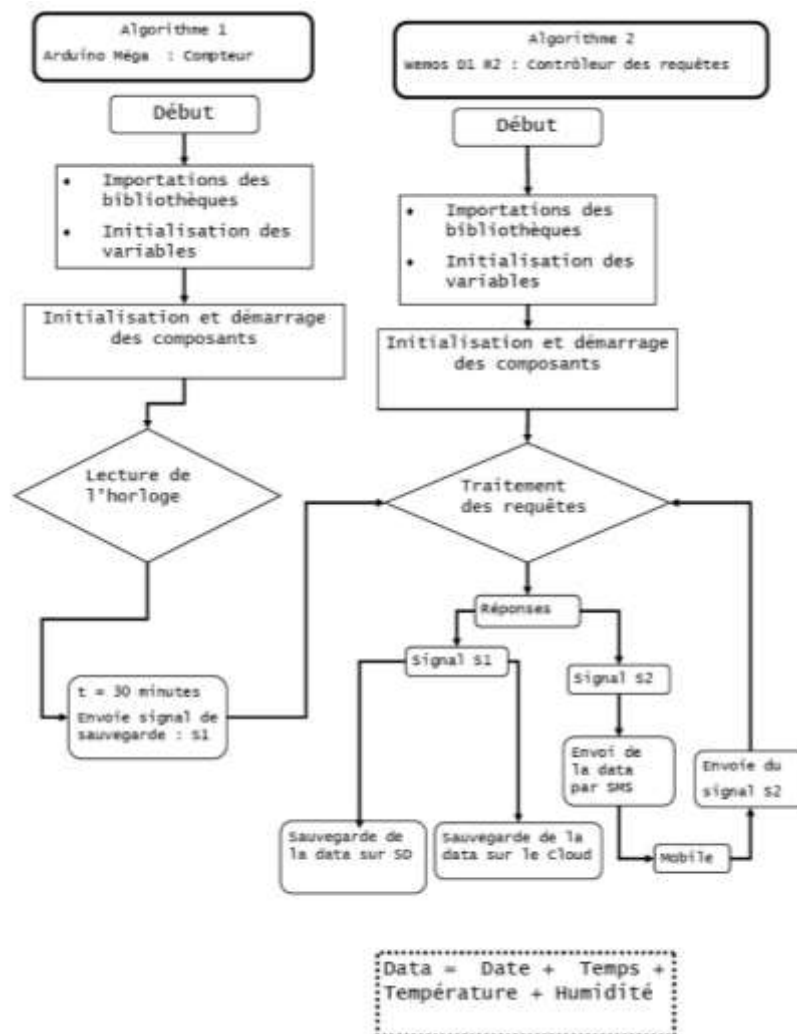 Algorithme 1
Arduino Méga : Compteur
Début
• Importations des
bibliothèques
• Initialisation des
variables
Initialisation et démarrage
des composants
Lecture de
l'horloge
t = 30 minutes
Envoie signal de
sauvegarde : S1
Algorithme 2
Wemos D1 R2 : Contrôleur des requêtes
Début
• Importations des
bibliothèques
• Initialisation des
variables
Initialisation et démarrage
des composants
Traitement
des requêtes
Réponses
Signal S1
Signal S2
Sauvegarde de
la data sur SD
Sauvegarde de la
data sur le Cloud
Envoi de
la data
par SMS
Mobile
Envoie du
signal S2
Data = Date + Temps +
Température + Humidité